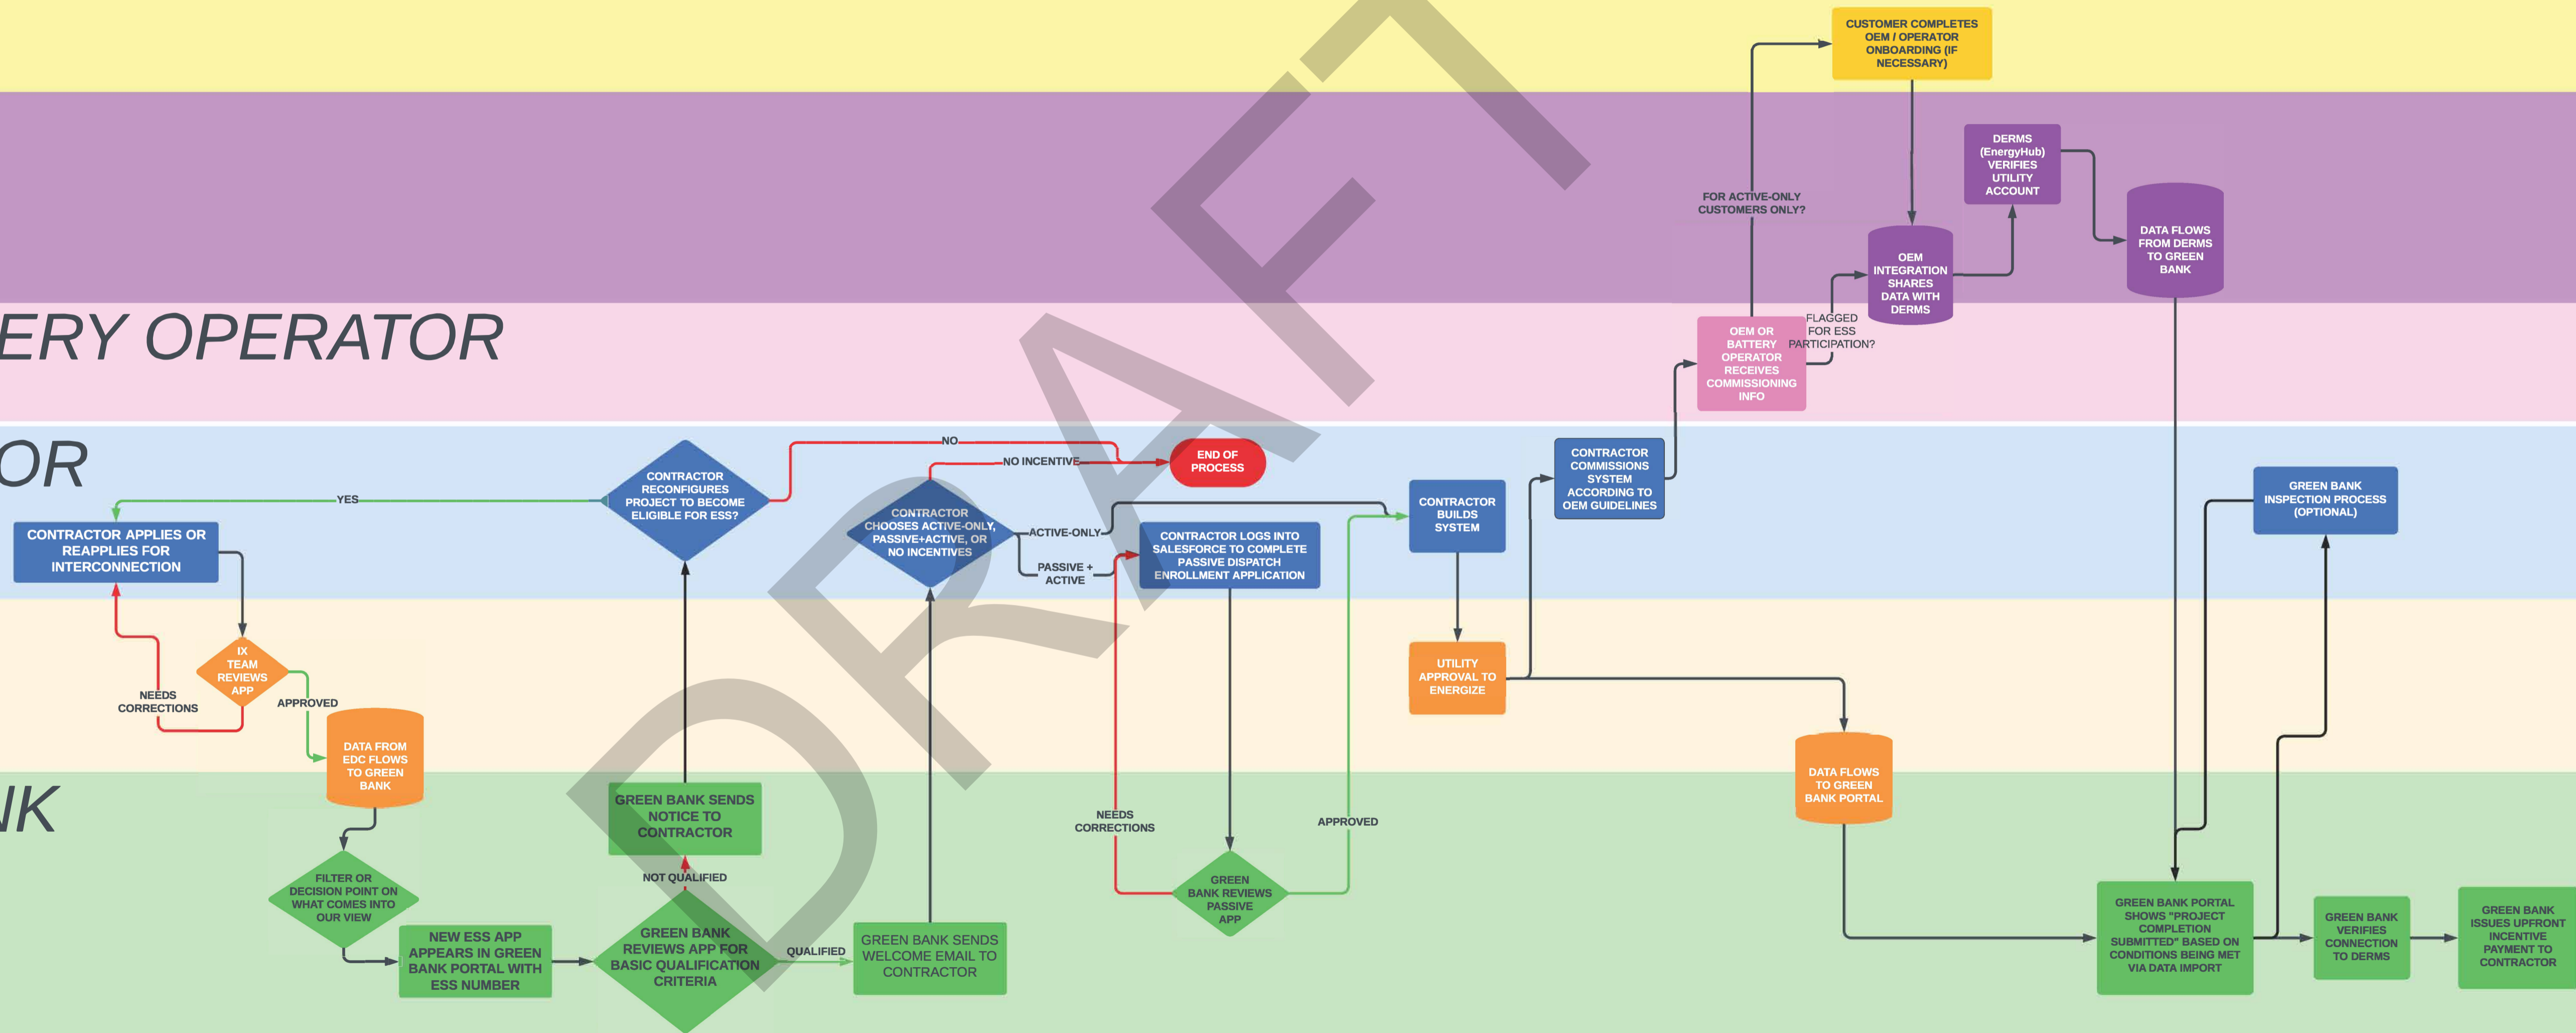 CUSTOMER COMPLETES
OEM / OPERATOR
ONBOARDING (IF
NECESSARY)
DERMS
(EnergyHub)
VERIFIES
UTILITY
ACCOUNT
FOR ACTIVE-ONLY
CUSTOMERS ONLY?
DATA FLOWS
FROM DERMS
TO GREEN
BANK
OEM
INTEGRATION
SHARES
DATA WITH
DERMS
ERY OPERATOR
FLAGGED
FOR ESS
PARTICIPATION?
OEM OR
BATTERY
OPERATOR
RECEIVES
COMMISSIONING
INFO
OR
NO
NO INCENTIVE
END OF
PROCESS
YES
CONTRACTOR
RECONFIGURES
PROJECT TO BECOME
ELIGIBLE FOR ESS?
CONTRACTOR APPLIES OR
REAPPLIES FOR
INTERCONNECTION
CONTRACTOR
CHOOSES ACTIVE-ONLY,
PASSIVE+ACTIVE, OR
NO INCENTIVES
ACTIVE-ONLY
PASSIVE +
ACTIVE
CONTRACTOR LOGS INTO
SALESFORCE TO COMPLETE
PASSIVE DISPATCH
ENROLLMENT APPLICATION
CONTRACTOR
BUILDS
SYSTEM
CONTRACTOR
COMMISSIONS
SYSTEM
ACCORDING TO
OEM GUIDELINES
GREEN BANK
INSPECTION PROCESS
(OPTIONAL)
IX
TEAM
REVIEWS
APP
NEEDS
CORRECTIONS
APPROVED
DATA FROM
EDC FLOWS
TO GREEN
BANK
UTILITY
APPROVAL TO
ENERGIZE
DATA FLOWS
TO GREEN
BANK PORTAL
NK
GREEN BANK SENDS
NOTICE TO
CONTRACTOR
NOT QUALIFIED
NEEDS
CORRECTIONS
APPROVED
FILTER OR
DECISION POINT ON
WHAT COMES INTO
OUR VIEW
NEW ESS APP
APPEARS IN GREEN
BANK PORTAL WITH
ESS NUMBER
GREEN BANK
REVIEWS APP FOR
BASIC QUALIFICATION
CRITERIA
QUALIFIED
GREEN BANK SENDS
WELCOME EMAIL TO
CONTRACTOR
GREEN
BANK REVIEWS
PASSIVE
APP
GREEN BANK PORTAL
SHOWS "PROJECT
COMPLETION
SUBMITTED" BASED ON
CONDITIONS BEING MET
VIA DATA IMPORT
GREEN BANK
VERIFIES
CONNECTION
TO DERMS
GREEN BANK
ISSUES UPFRONT
INCENTIVE
PAYMENT TO
CONTRACTOR
DRAFT